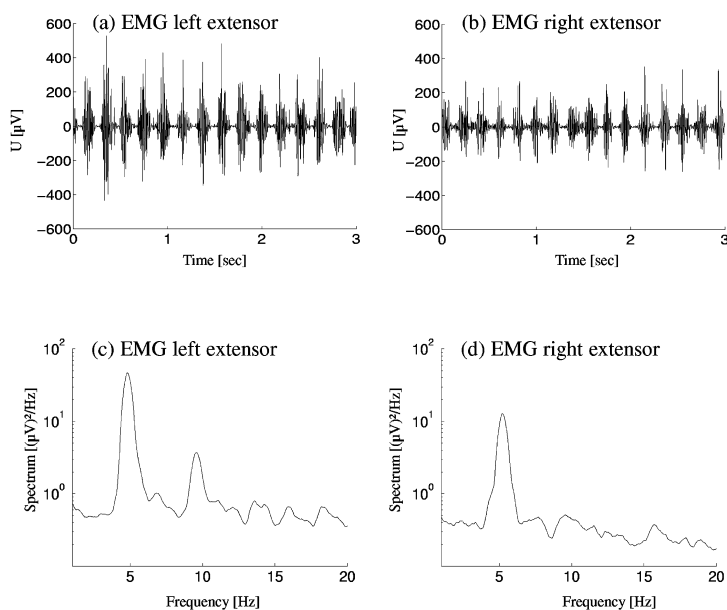 (a) EMG left extensor
600
400
200
0
−200
−400
−600
U [μV]
0 1 2 3
Time [sec]
(b) EMG right extensor
600
400
200
0
−200
−400
−600
U [μV]
0 1 2 3
Time [sec]
(c) EMG left extensor
10²
10¹
10⁰
Spectrum [(μV)²/Hz]
5 10 15 20
Frequency [Hz]
(d) EMG right extensor
10²
10¹
10⁰
Spectrum [(μV)²/Hz]
5 10 15 20
Frequency [Hz]